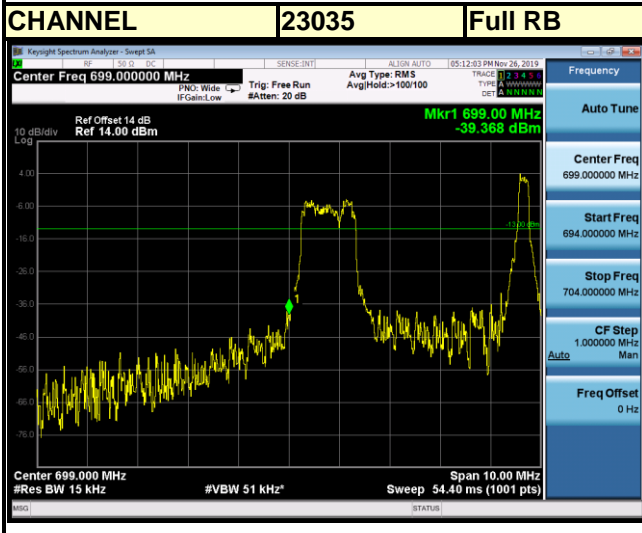 CHANNEL 23035 Full RB
Keysight Spectrum Analyzer - Swept SA
RF 50 Ω DC SENSE:INT ALIGN AUTO 05:12:03 PM Nov 26, 2019
Center Freq 699.000000 MHz
PNO: Wide
IFGain:Low
Trig: Free Run
#Atten: 20 dB
Avg Type: RMS
Avg|Hold:>100/100
TRACE 1 2 3 4 5 6
TYPE A WWWWW
DET A N N N N N
Ref Offset 14 dB
10 dB/div Ref 14.00 dBm
Log
Mkr1 699.00 MHz
-39.368 dBm
4.00
-6.00
-16.0
-26.0
-36.0
-46.0
-56.0
-66.0
-76.0
-13.00 dBm
1
Center 699.000 MHz Span 10.00 MHz
#Res BW 15 kHz #VBW 51 kHz* Sweep 54.40 ms (1001 pts)
MSG STATUS
Frequency
Auto Tune
Center Freq
699.000000 MHz
Start Freq
694.000000 MHz
Stop Freq
704.000000 MHz
CF Step
1.000000 MHz
Auto Man
Freq Offset
0 Hz